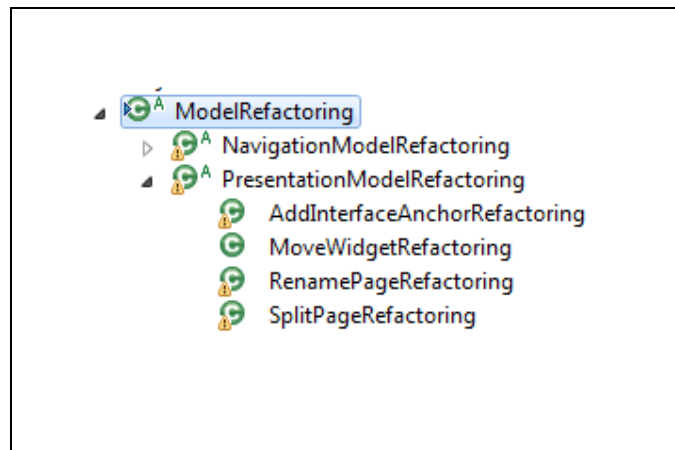 ModelRefactoring
NavigationModelRefactoring
PresentationModelRefactoring
AddInterfaceAnchorRefactoring
MoveWidgetRefactoring
RenamePageRefactoring
SplitPageRefactoring